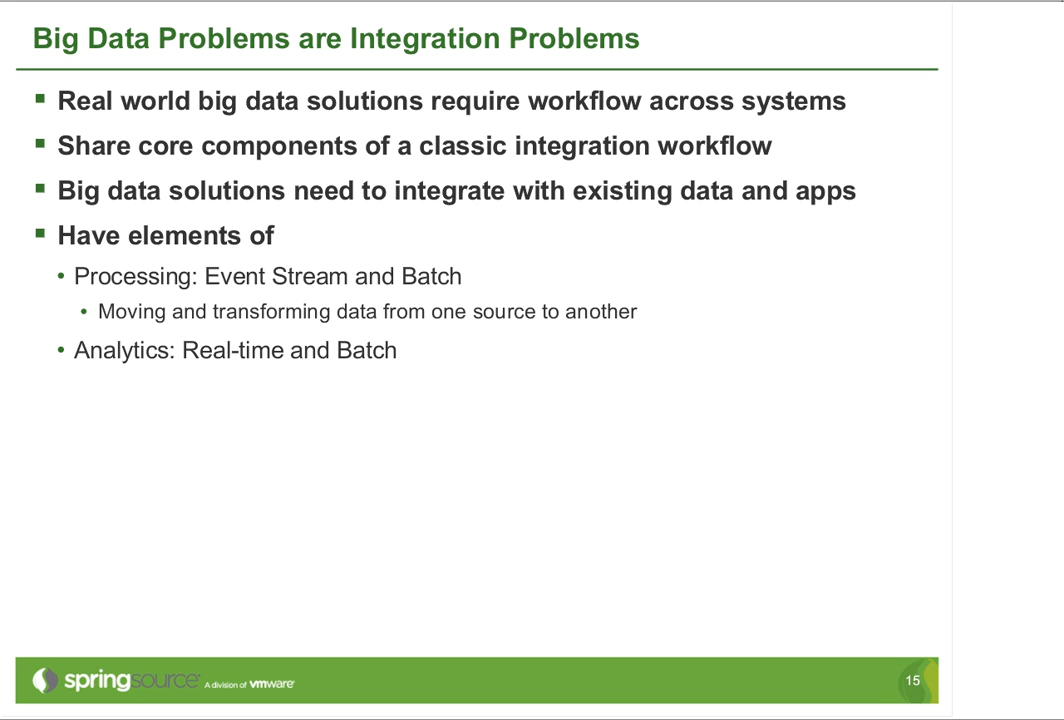 Big Data Problems are Integration Problems
▪ Real world big data solutions require workflow across systems
▪ Share core components of a classic integration workflow
▪ Big data solutions need to integrate with existing data and apps
▪ Have elements of
• Processing: Event Stream and Batch
• Moving and transforming data from one source to another
• Analytics: Real-time and Batch
springsource A division of vmware
15